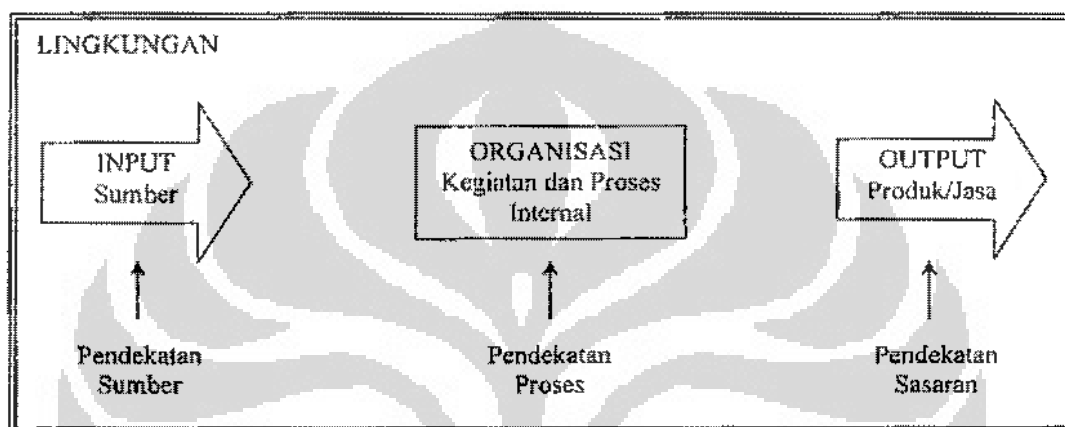 LINGKUNGAN
INPUT
Sumber
ORGANISASI
Kegiatan dan Proses
Internal
OUTPUT
Produk/Jasa
Pendekatan
Sumber
Pendekatan
Proses
Pendekatan
Sasaran